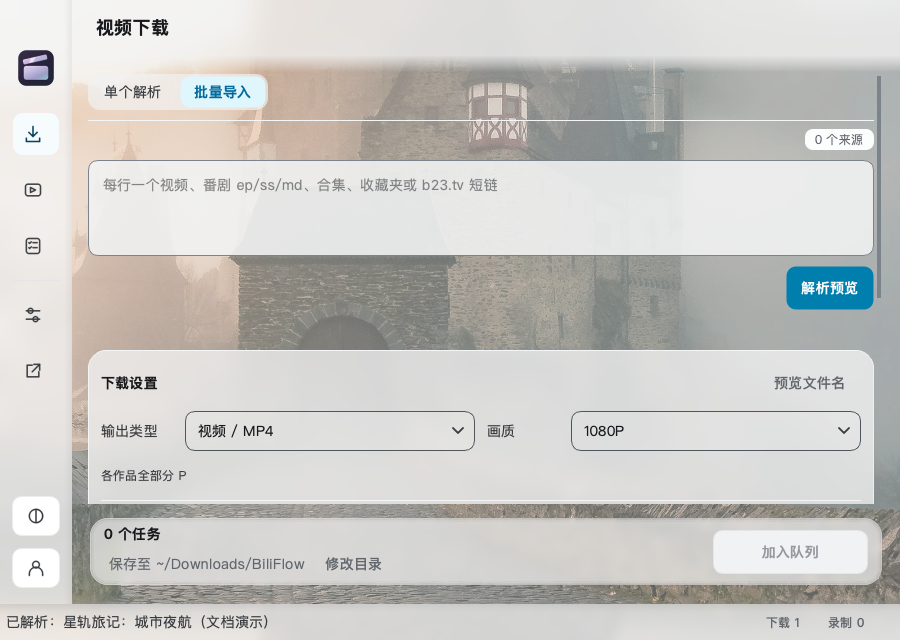 视频下载
单个解析 批量导入
0 个来源
每行一个视频、番剧 ep/ss/md、合集、收藏夹或 b23.tv 短链
解析预览
下载设置 预览文件名
输出类型 视频 / MP4 画质 1080P
各作品全部分 P
0 个任务
保存至 ~/Downloads/BiliFlow 修改目录
加入队列
已解析：星轨旅记：城市夜航（文档演示） 下载 1 录制 0